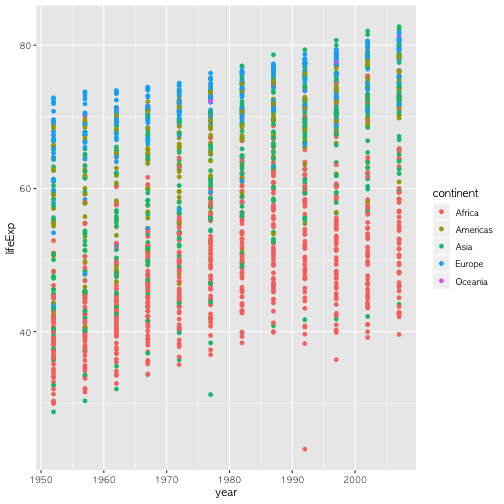 80
60
40
lifeExp
1950
1960
1970
1980
1990
2000
year
continent
Africa
Americas
Asia
Europe
Oceania